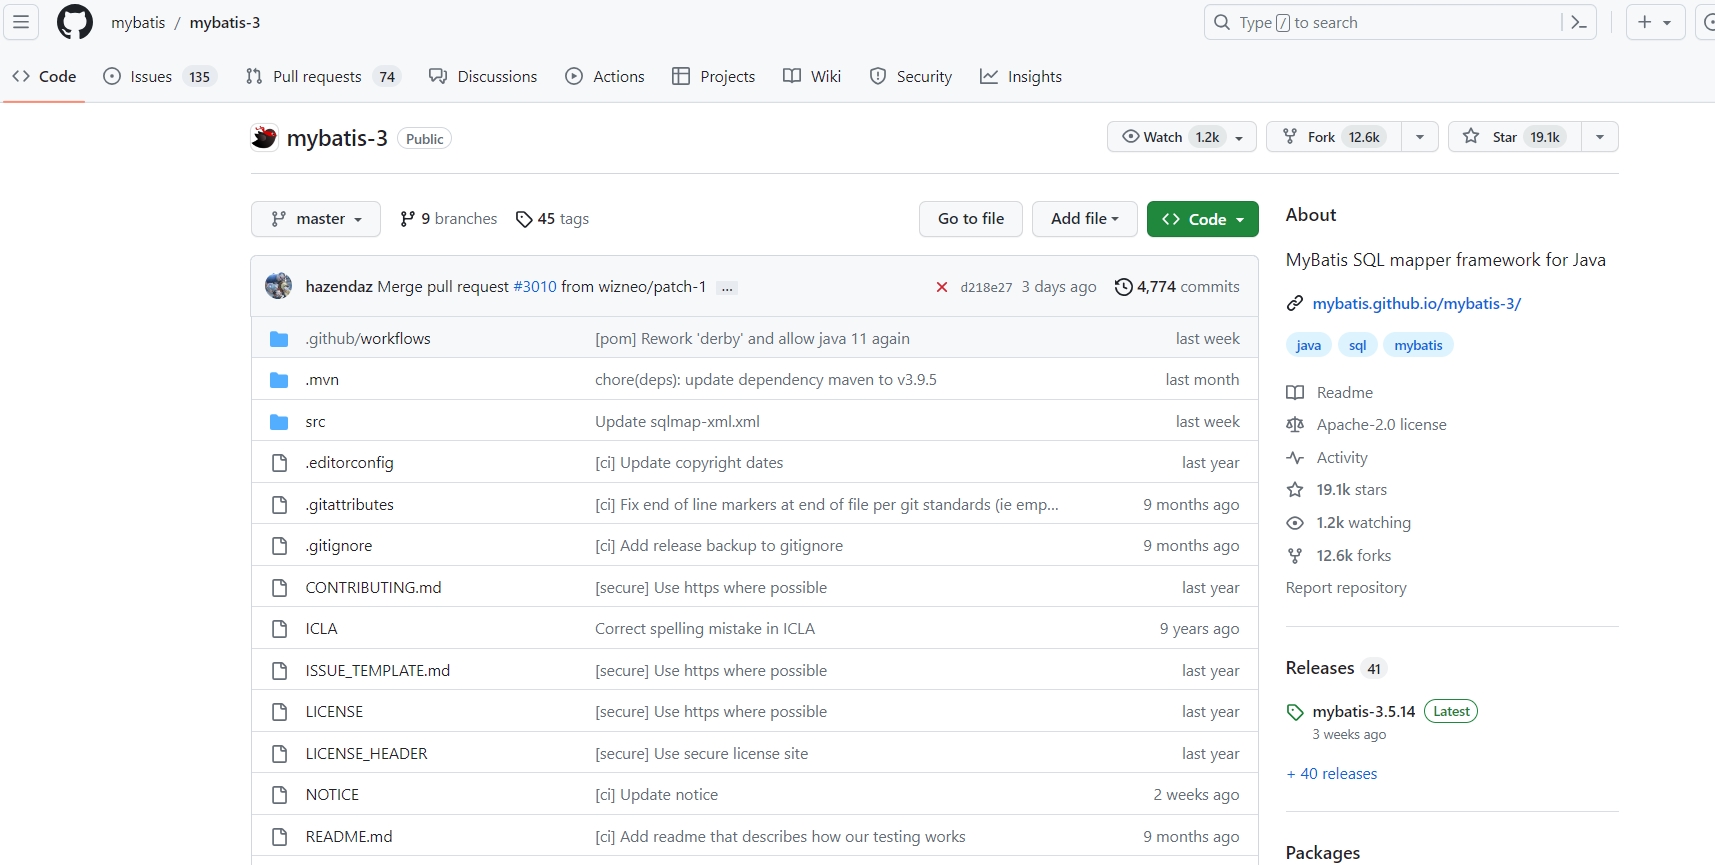 mybatis / mybatis-3
Type / to search
Code Issues 135 Pull requests 74 Discussions Actions Projects Wiki Security Insights
mybatis-3 Public
Watch 1.2k Fork 12.6k Star 19.1k
master 9 branches 45 tags Go to file Add file Code
hazendaz Merge pull request #3010 from wizneo/patch-1 ... d218e27 3 days ago 4,774 commits
.github/workflows [pom] Rework 'derby' and allow java 11 again last week
.mvn chore(deps): update dependency maven to v3.9.5 last month
src Update sqlmap-xml.xml last week
.editorconfig [ci] Update copyright dates last year
.gitattributes [ci] Fix end of line markers at end of file per git standards (ie emp... 9 months ago
.gitignore [ci] Add release backup to gitignore 9 months ago
CONTRIBUTING.md [secure] Use https where possible last year
ICLA Correct spelling mistake in ICLA 9 years ago
ISSUE_TEMPLATE.md [secure] Use https where possible last year
LICENSE [secure] Use https where possible last year
LICENSE_HEADER [secure] Use secure license site last year
NOTICE [ci] Update notice 2 weeks ago
README.md [ci] Add readme that describes how our testing works 9 months ago
About
MyBatis SQL mapper framework for Java
mybatis.github.io/mybatis-3/
java sql mybatis
Readme
Apache-2.0 license
Activity
19.1k stars
1.2k watching
12.6k forks
Report repository
Releases 41
mybatis-3.5.14 Latest
3 weeks ago
+ 40 releases
Packages